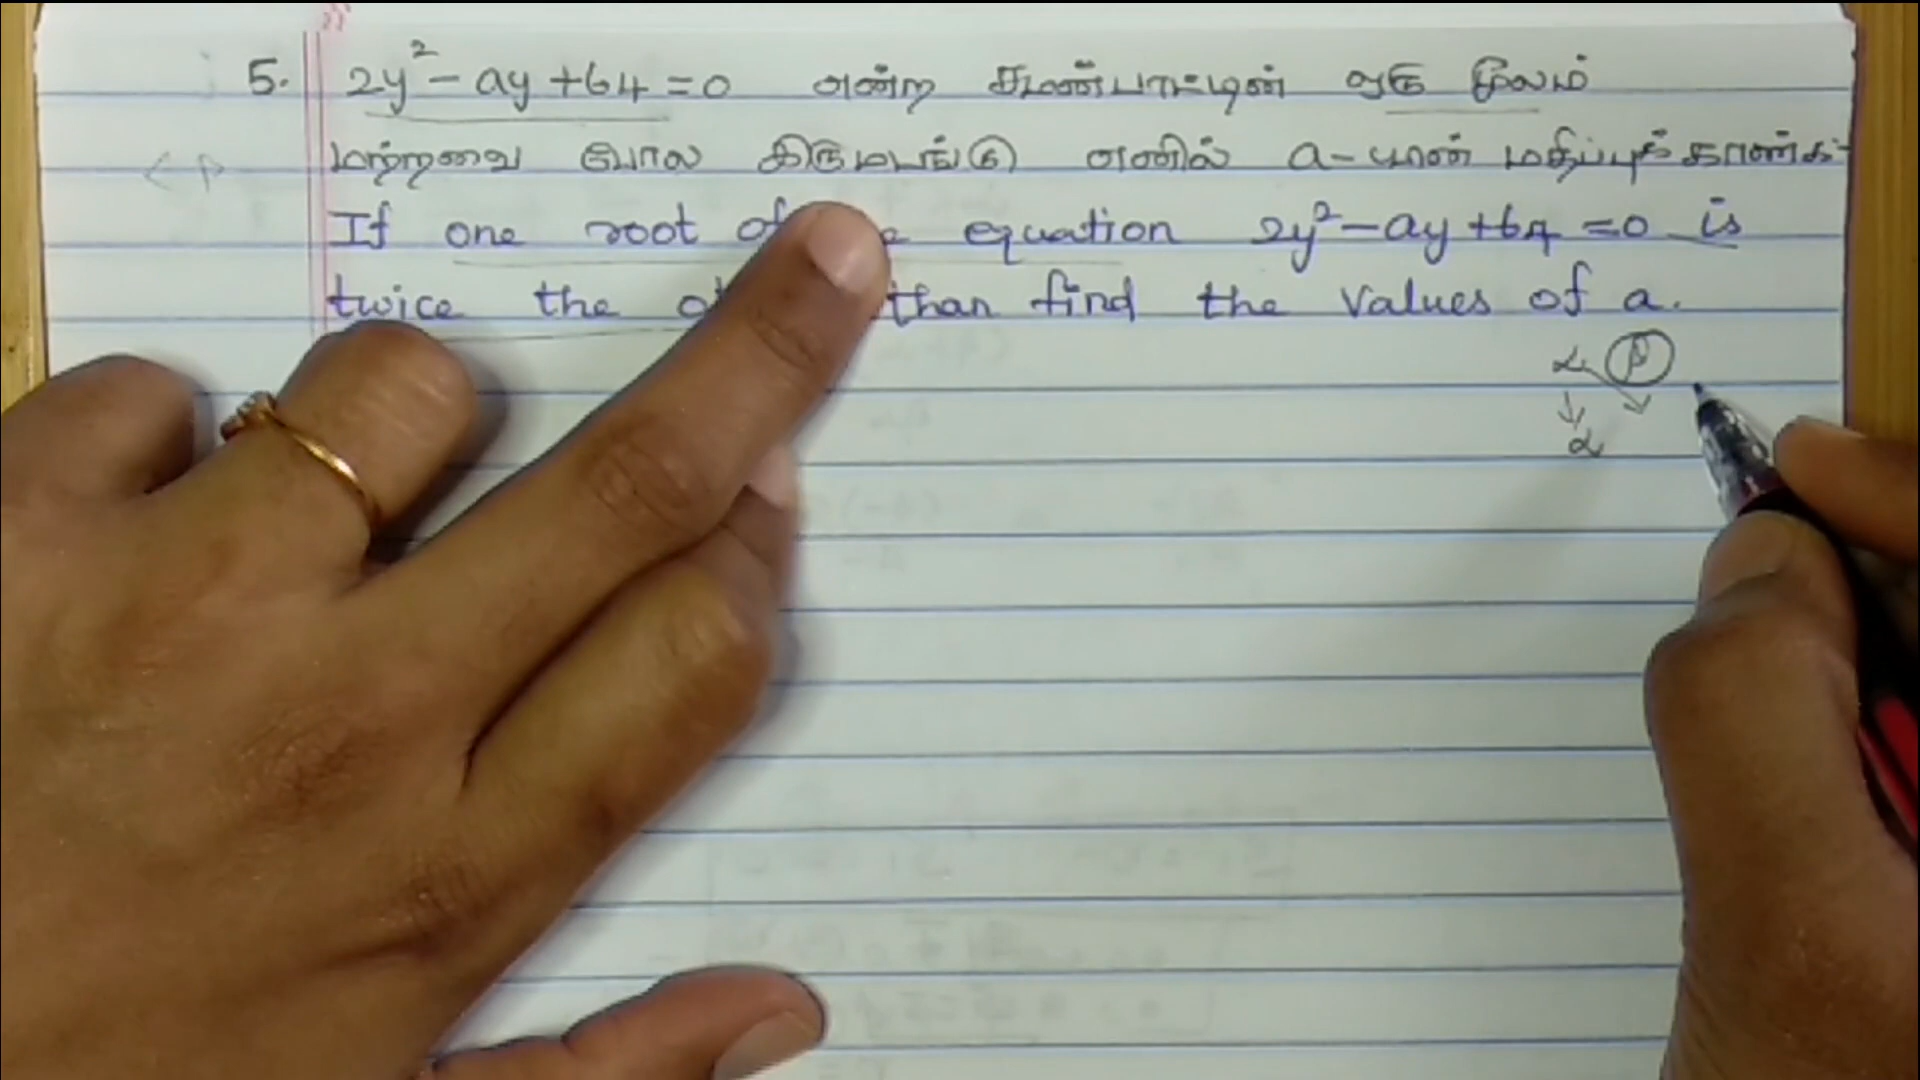 5. 2y² - ay + 64 = 0 என்ற சமன்பாட்டின் ஒரு மூலம்
மற்றவை போல இருமடங்கு எனில் a-யான் மதிப்புக் காண்க-
If one root of equation 2y² - ay + 64 = 0 is
twice the than find the values of a.
α β
α